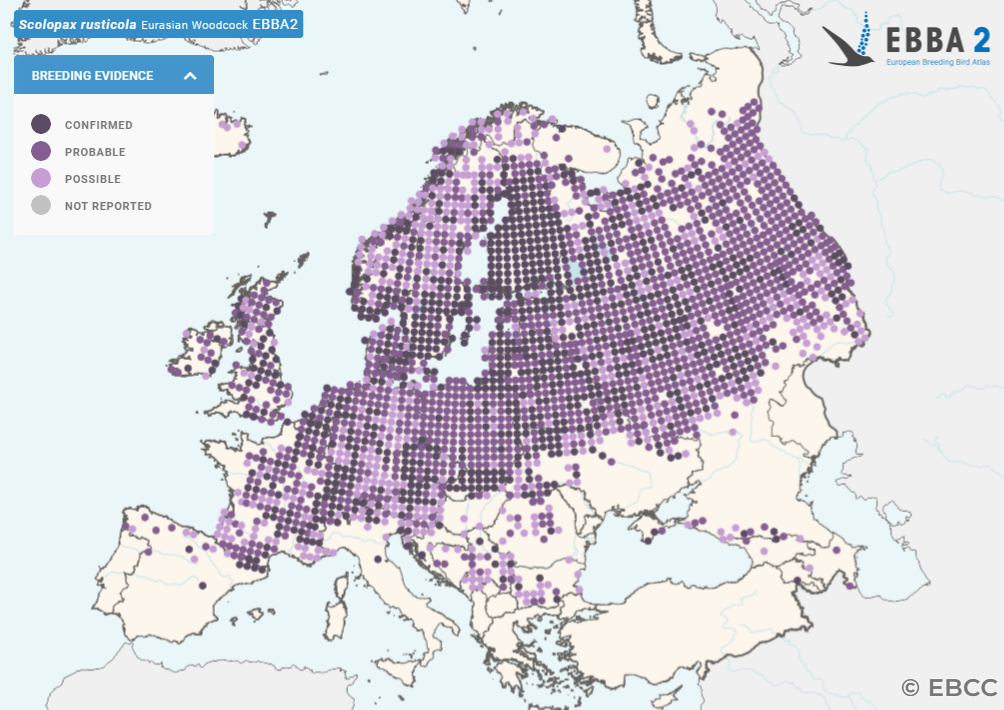 Scolopax rusticola Eurasian Woodcock EBBA2
EBBA 2
European Breeding Bird Atlas
BREEDING EVIDENCE
CONFIRMED
PROBABLE
POSSIBLE
NOT REPORTED
© EBCC